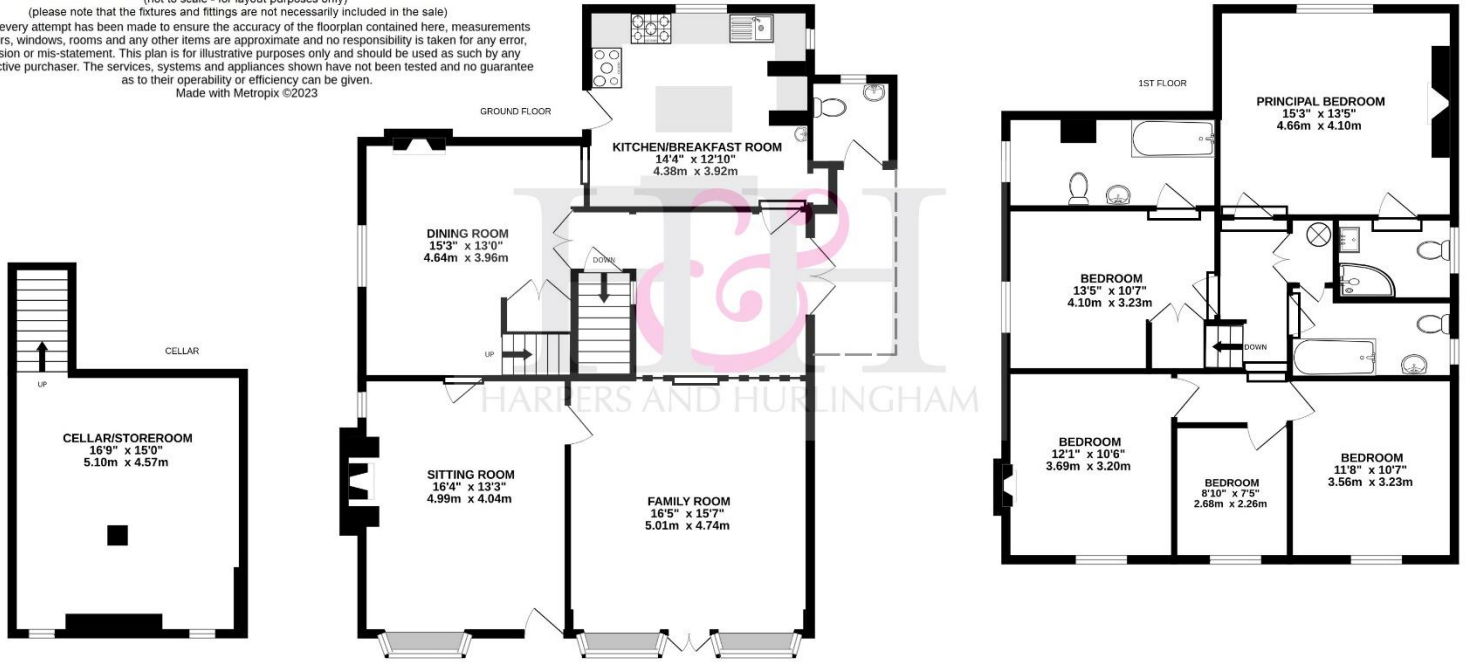 (not to scale - for layout purposes only)
(please note that the fixtures and fittings are not necessarily included in the sale)
every attempt has been made to ensure the accuracy of the floorplan contained here, measurements
windows, rooms and any other items are approximate and no responsibility is taken for any error,
or mis-statement. This plan is for illustrative purposes only and should be used as such by any
purchaser. The services, systems and appliances shown have not been tested and no guarantee
as to their operability or efficiency can be given.
Made with Metropix ©2023
CELLAR
UP
CELLAR/STOREROOM
16'9" x 15'0"
5.10m x 4.57m
GROUND FLOOR
KITCHEN/BREAKFAST ROOM
14'4" x 12'10"
4.38m x 3.92m
DINING ROOM
15'3" x 13'0"
4.64m x 3.96m
DOWN
UP
SITTING ROOM
16'4" x 13'3"
4.99m x 4.04m
FAMILY ROOM
16'5" x 15'7"
5.01m x 4.74m
H&H
HARPERS AND HURLINGHAM
1ST FLOOR
PRINCIPAL BEDROOM
15'3" x 13'5"
4.66m x 4.10m
BEDROOM
13'5" x 10'7"
4.10m x 3.23m
DOWN
BEDROOM
12'1" x 10'6"
3.69m x 3.20m
BEDROOM
8'10" x 7'5"
2.68m x 2.26m
BEDROOM
11'8" x 10'7"
3.56m x 3.23m